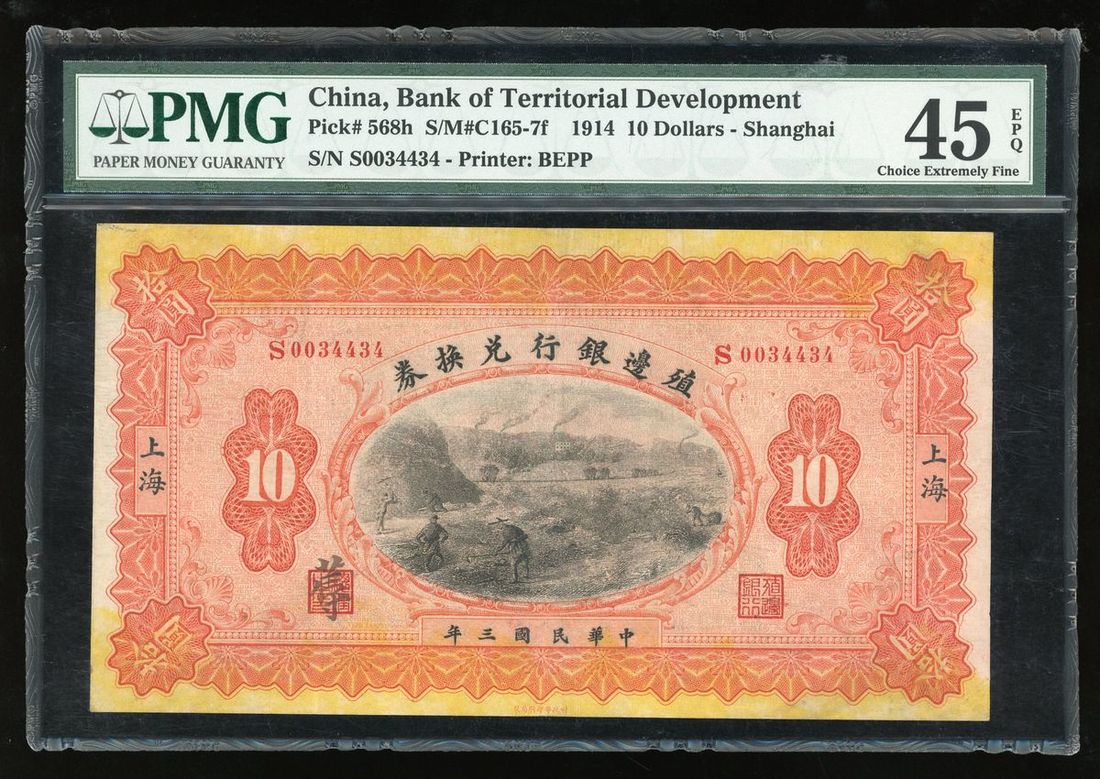 PMG
PAPER MONEY GUARANTY
China, Bank of Territorial Development
Pick# 568h S/M#C165-7f 1914 10 Dollars - Shanghai
S/N S0034434 - Printer: BEPP
45
EPQ
Choice Extremely Fine
拾圓
拾圓
S0034434
S0034434
殖邊銀行兌換券
上海
10
10
上海
中華民國三年
拾圓
拾圓